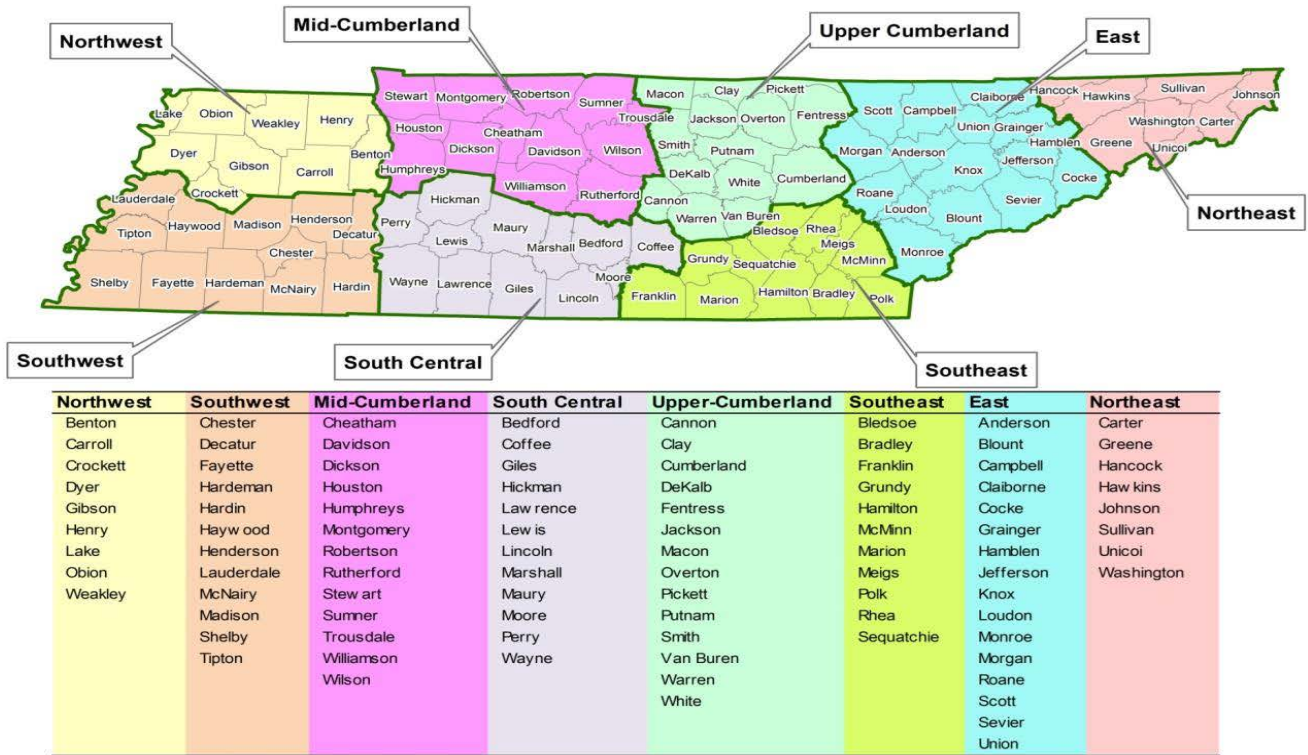 Mid-Cumberland
Upper Cumberland
Northwest
East
Stewart Montgomery Robertson Sumner
Macon Clay Pickett
Claiborne Hancock Hawkins Sullivan Johnson
Lake Obion Weakley Henry
Houston Cheatham Trousdale Jackson Overton Fentress
Scott Campbell Union Grainger Washington Carter
Dyer Gibson Carroll Benton
Humphreys Dickson Davidson Wilson
Smith Putnam
Morgan Anderson Hamblen Greene Unicoi
Crockett
Williamson Rutherford
DeKalb White Cumberland
Knox Jefferson Cocke
Lauderdale Haywood Madison Henderson
Hickman
Cannon Warren Van Buren
Roane Loudon Blount Sevier
Tipton Chester Decatur
Perry Lewis Maury Marshall Bedford Coffee
Bledsoe Rhea Meigs McMinn
Monroe
Northeast
Shelby Fayette Hardeman McNairy Hardin
Wayne Lawrence Giles Lincoln Moore
Grundy Sequatchie
Franklin Marion Hamilton Bradley Polk
Southwest
South Central
Southeast
Northwest Southwest Mid-Cumberland South Central Upper-Cumberland Southeast East Northeast
Benton Chester Cheatham Bedford Cannon Bledsoe Anderson Carter
Carroll Decatur Davidson Coffee Clay Bradley Blount Greene
Crockett Fayette Dickson Giles Cumberland Franklin Campbell Hancock
Dyer Hardeman Houston Hickman DeKalb Grundy Claiborne Hawkins
Gibson Hardin Humphreys Lawrence Fentress Hamilton Cocke Johnson
Henry Haywood Montgomery Lewis Jackson McMinn Grainger Sullivan
Lake Henderson Robertson Lincoln Macon Marion Hamblen Unicoi
Obion Lauderdale Rutherford Marshall Overton Meigs Jefferson Washington
Weakley McNairy Stewart Maury Pickett Polk Knox
Madison Sumner Moore Putnam Rhea Loudon
Shelby Trousdale Perry Smith Sequatchie Monroe
Tipton Williamson Wayne Van Buren Morgan
Wilson Warren Roane
White Scott
Sevier
Union